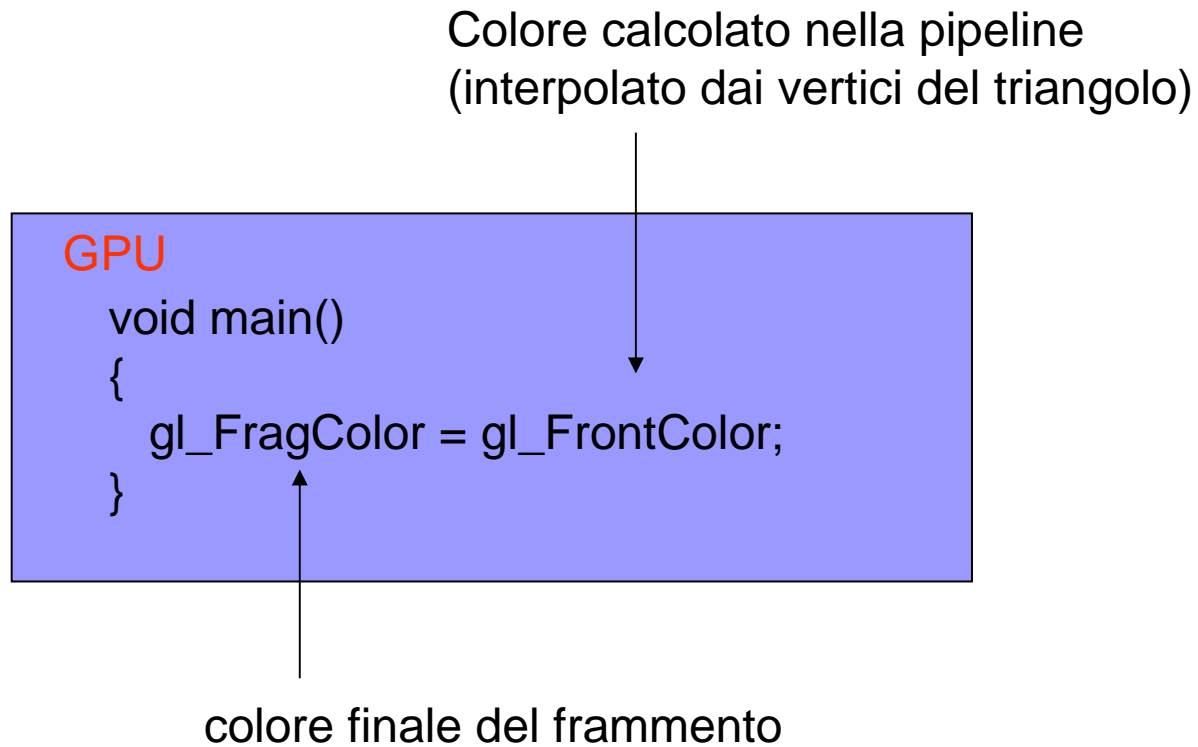 Colore calcolato nella pipeline
(interpolato dai vertici del triangolo)
GPU
void main()
{
gl_FragColor = gl_FrontColor;
}
colore finale del frammento